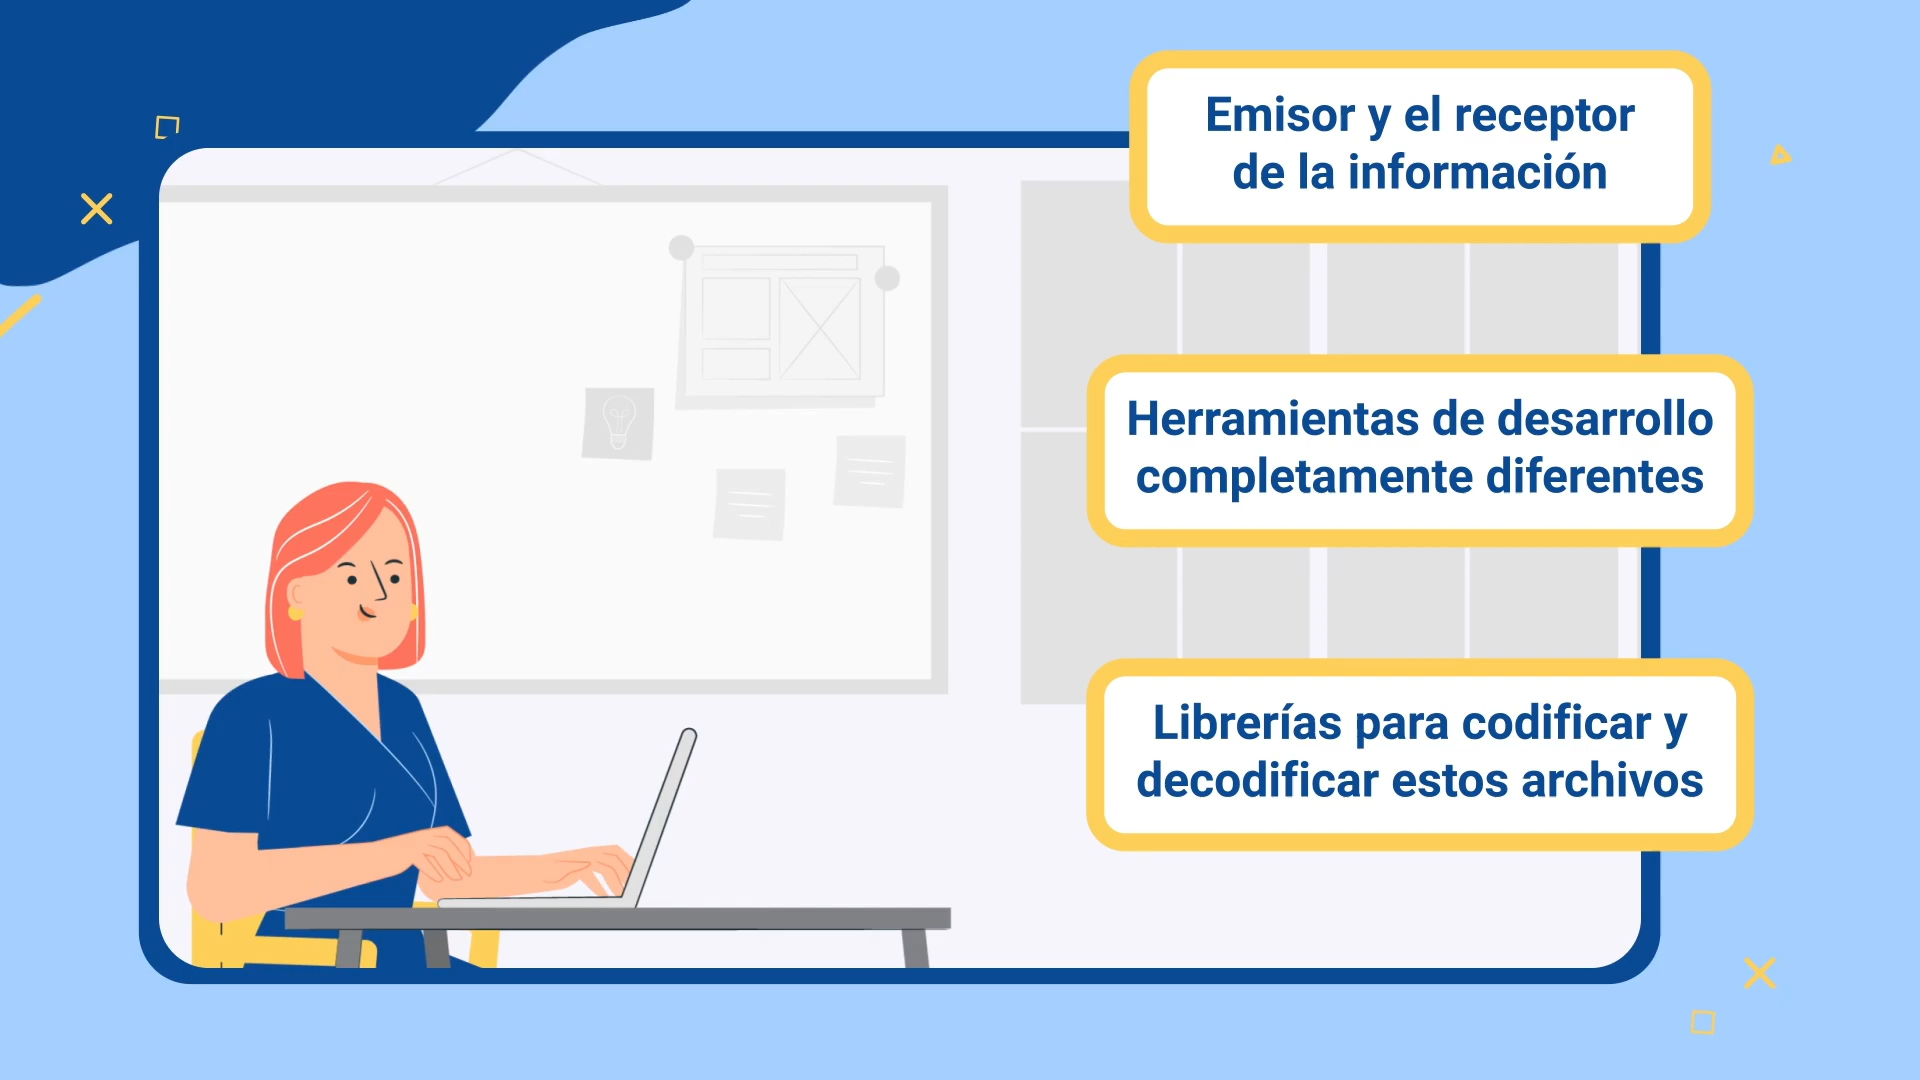 Emisor y el receptor
de la información
Herramientas de desarrollo
completamente diferentes
Librerías para codificar y
decodificar estos archivos